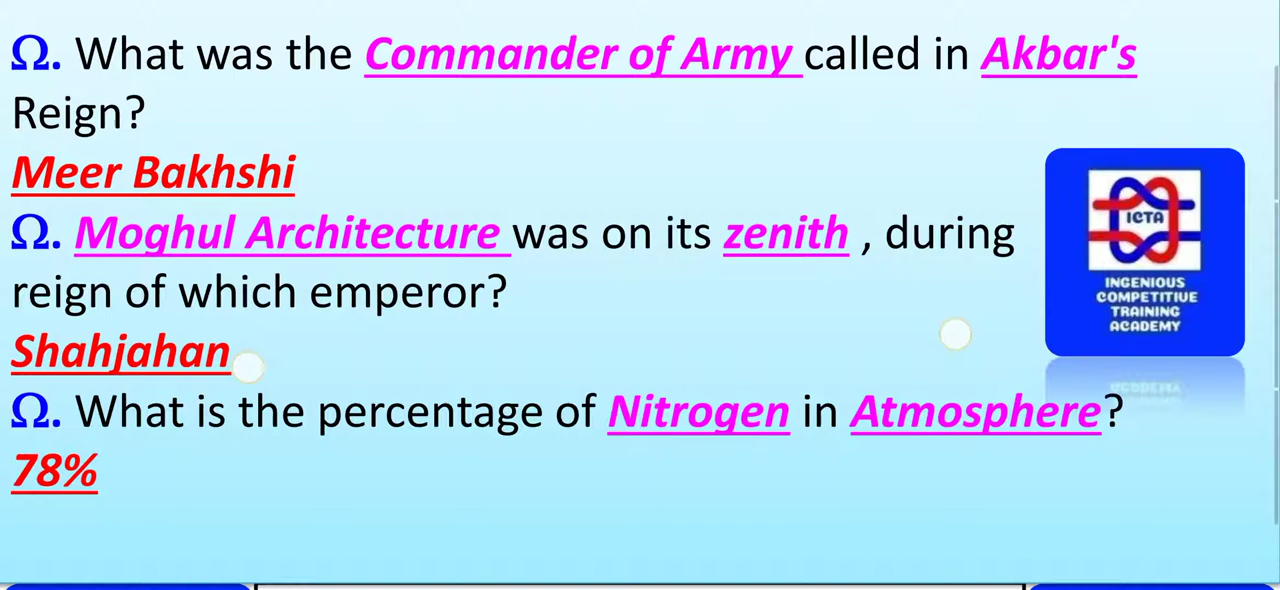 Ω. What was the Commander of Army called in Akbar's
Reign?
Meer Bakhshi
Ω. Moghul Architecture was on its zenith , during
reign of which emperor?
Shahjahan
Ω. What is the percentage of Nitrogen in Atmosphere?
78%
ICTA
INGENIOUS
COMPETITIVE
TRAINING
ACADEMY